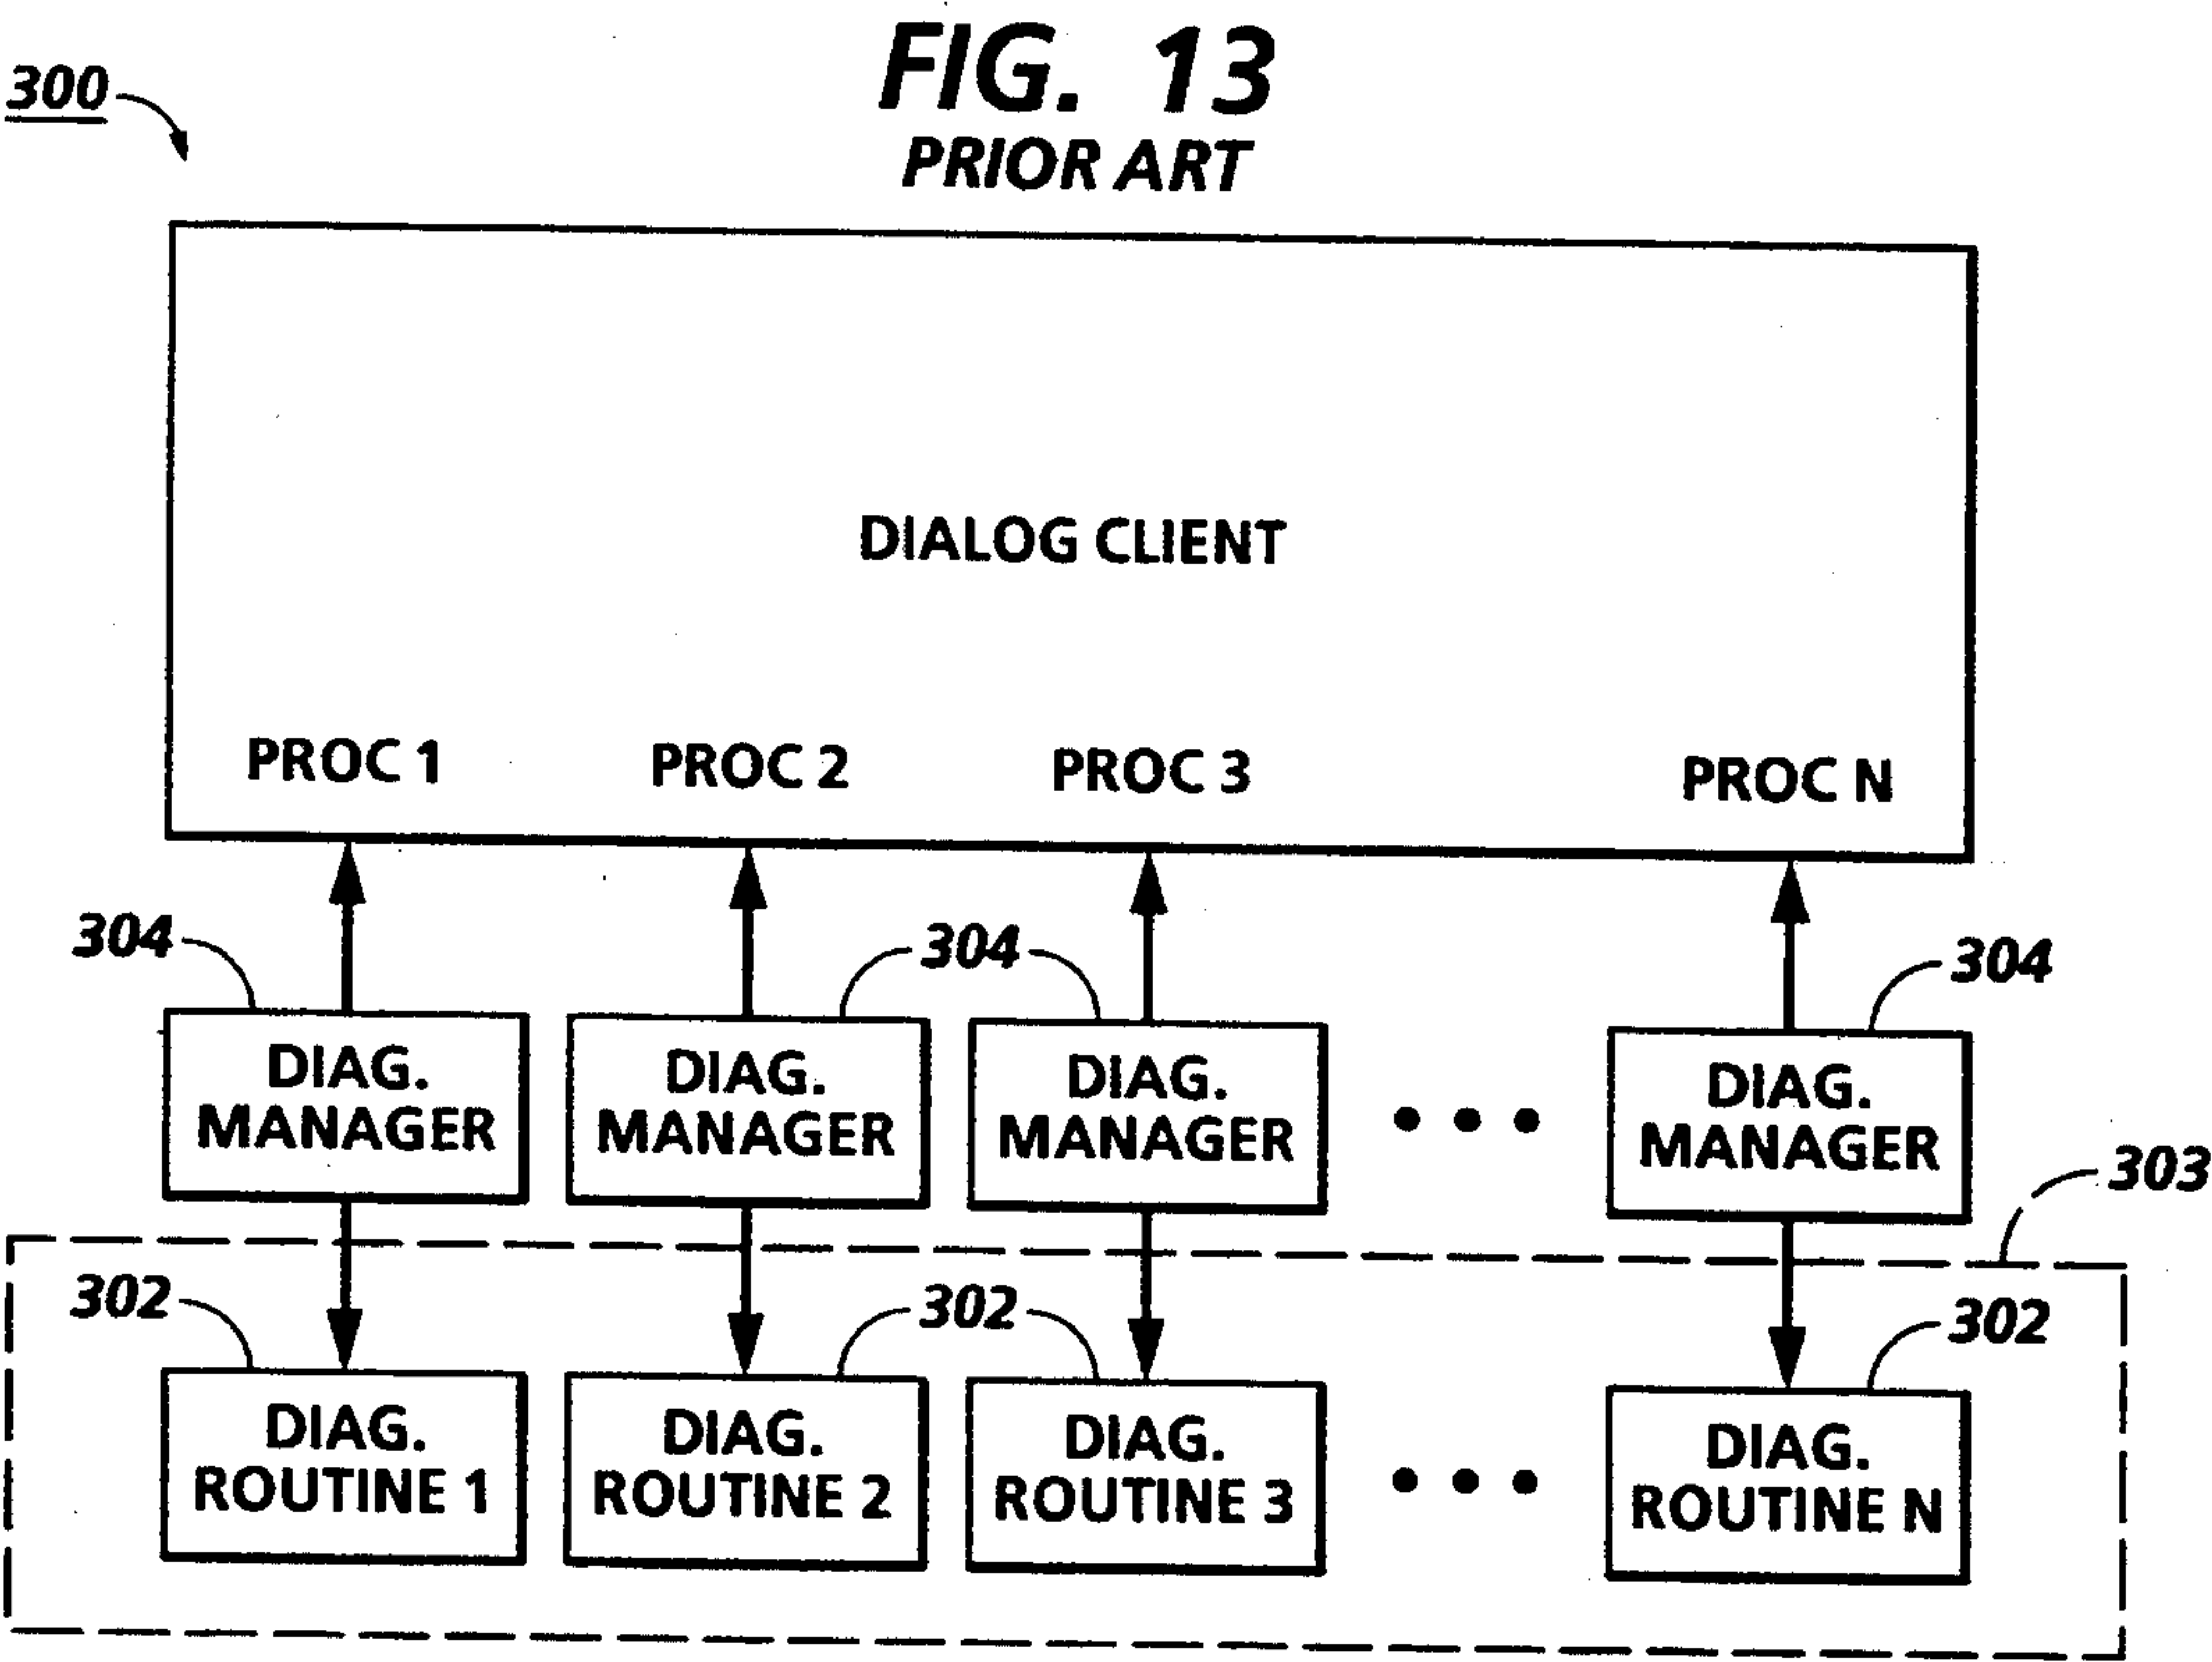 FIG. 13
PRIOR ART
300
DIALOG CLIENT
PROC 1 PROC 2 PROC 3 PROC N
304 304 304
DIAG.
MANAGER
DIAG.
MANAGER
DIAG.
MANAGER
DIAG.
MANAGER
303
302 302 302
DIAG.
ROUTINE 1
DIAG.
ROUTINE 2
DIAG.
ROUTINE 3
DIAG.
ROUTINE N